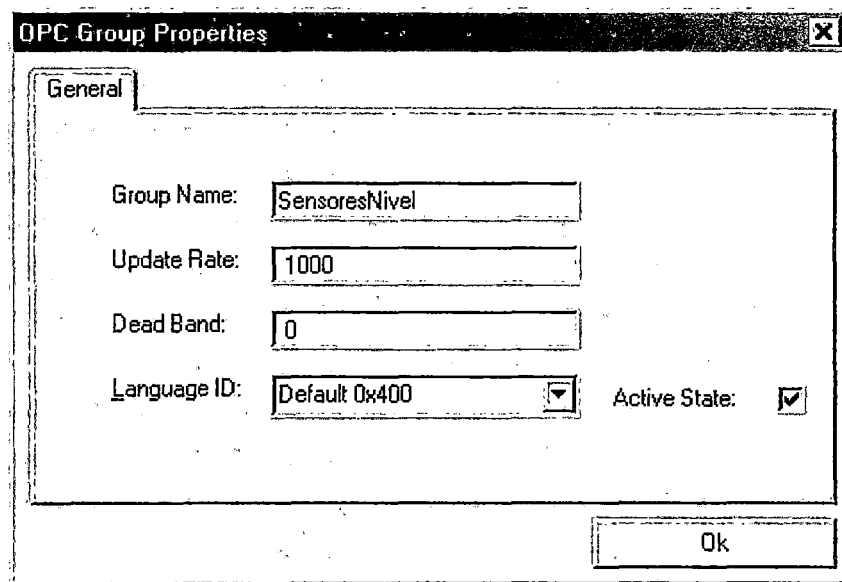 OPC Group Properties
General
Group Name: SensoresNivel
Update Rate: 1000
Dead Band: 0
Language ID: Default 0x400 Active State:
Ok